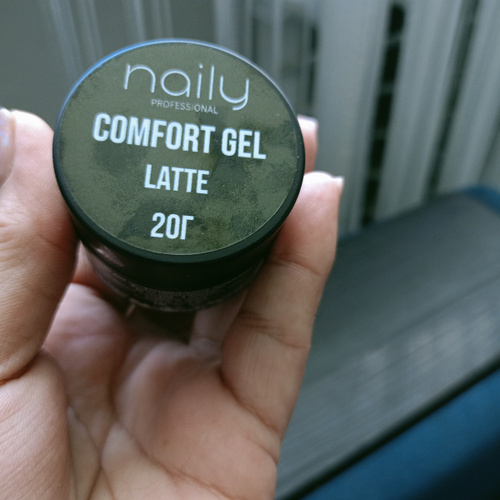 naily
PROFESSIONAL
COMFORT GEL
LATTE
20Г